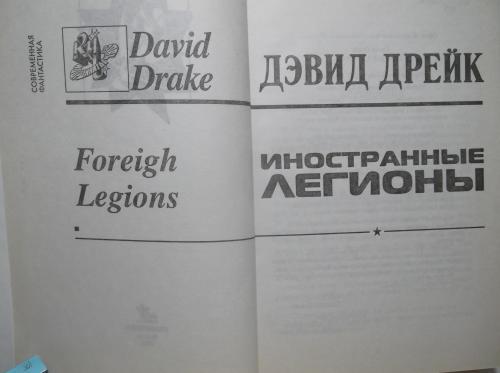 СОВРЕМЕННАЯ
ФАНТАСТИКА
David
Drake
Foreigh
Legions
ДЭВИД ДРЕЙК
ИНОСТРАННЫЕ
ЛЕГИОНЫ